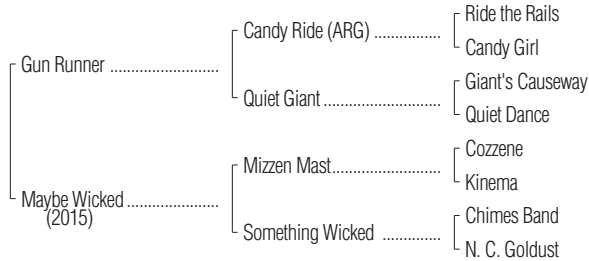 Ride the Rails
Candy Ride (ARG) ................
Candy Girl
Gun Runner ..........................
Giant's Causeway
Quiet Giant ............................
Quiet Dance
Cozzene
Mizzen Mast..........................
Kinema
Maybe Wicked ......................
(2015)
Chimes Band
Something Wicked ..............
N. C. Goldust